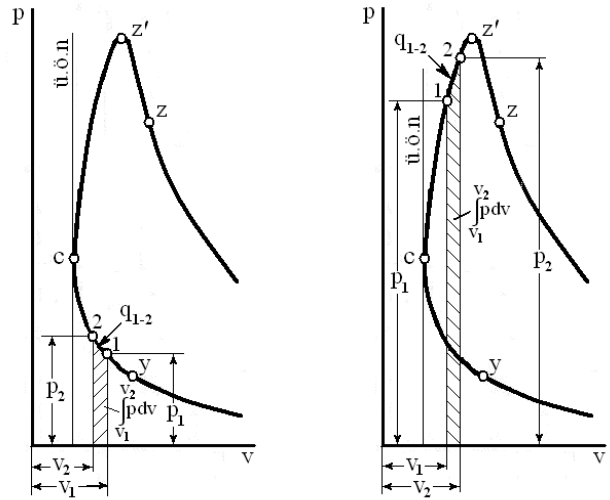 p
z'
ü.ö.n
z
c
2
q₁₋₂
1
y
p₂
v₂
∫pdv
v₁
p₁
v
v₂
v₁
p
z'
2
q₁₋₂
1
z
ü.ö.n
v₂
∫pdv
v₁
c
p₁
p₂
y
v₁
v
v₂